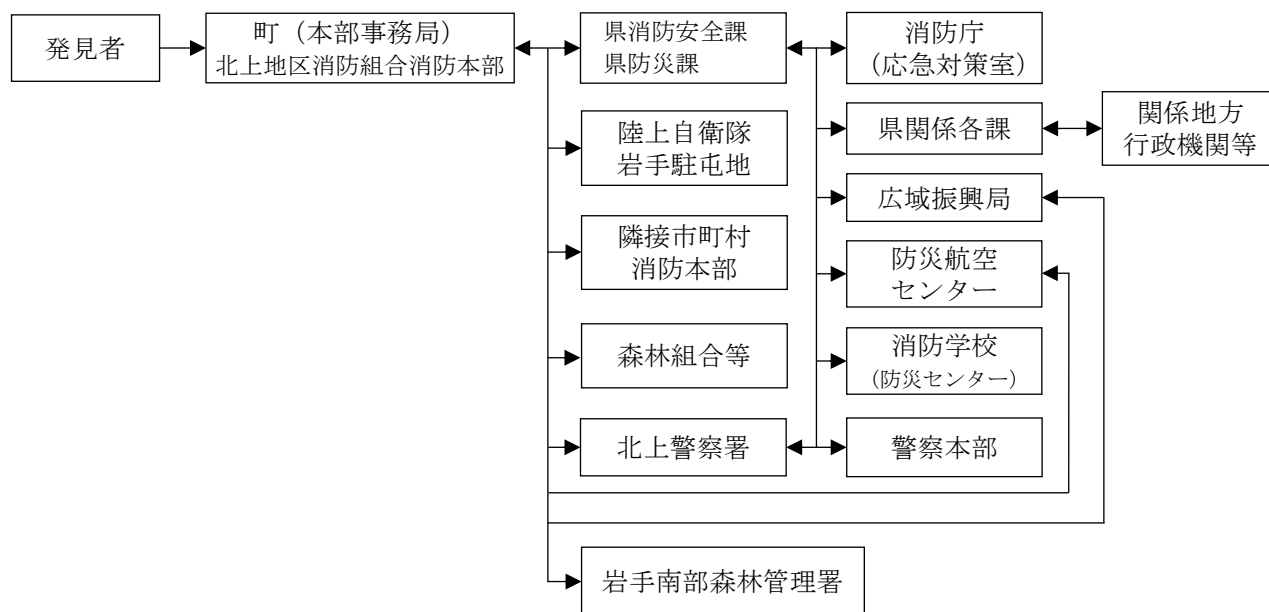 発見者
町（本部事務局）
北上地区消防組合消防本部
県消防安全課
県防災課
消防庁
（応急対策室）
陸上自衛隊
岩手駐屯地
県関係各課
関係地方
行政機関等
広域振興局
隣接市町村
消防本部
防災航空
センター
森林組合等
消防学校
（防災センター）
北上警察署
警察本部
岩手南部森林管理署